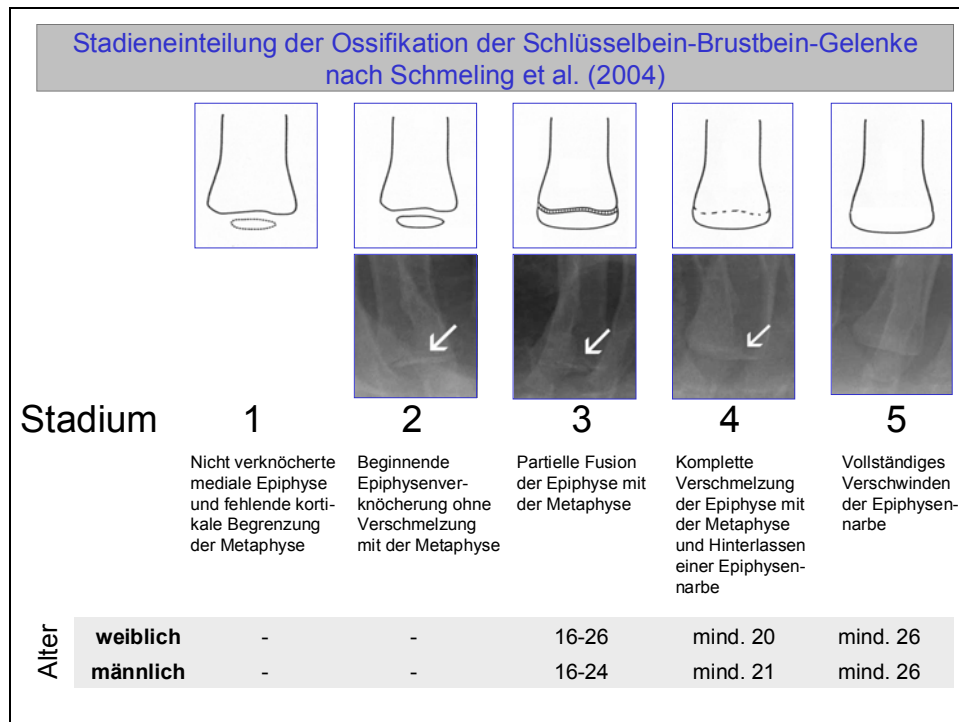 Stadieneinteilung der Ossifikation der Schlüsselbein-Brustbein-Gelenke
nach Schmeling et al. (2004)
Stadium 1 2 3 4 5
Nicht verknöcherte
mediale Epiphyse
und fehlende korti-
kale Begrenzung
der Metaphyse
Beginnende
Epiphysenver-
knöcherung ohne
Verschmelzung
mit der Metaphyse
Partielle Fusion
der Epiphyse mit
der Metaphyse
Komplette
Verschmelzung
der Epiphyse mit
der Metaphyse
und Hinterlassen
einer Epiphysen-
narbe
Vollständiges
Verschwinden
der Epiphysen-
narbe
Alter
weiblich - - 16-26 mind. 20 mind. 26
männlich - - 16-24 mind. 21 mind. 26